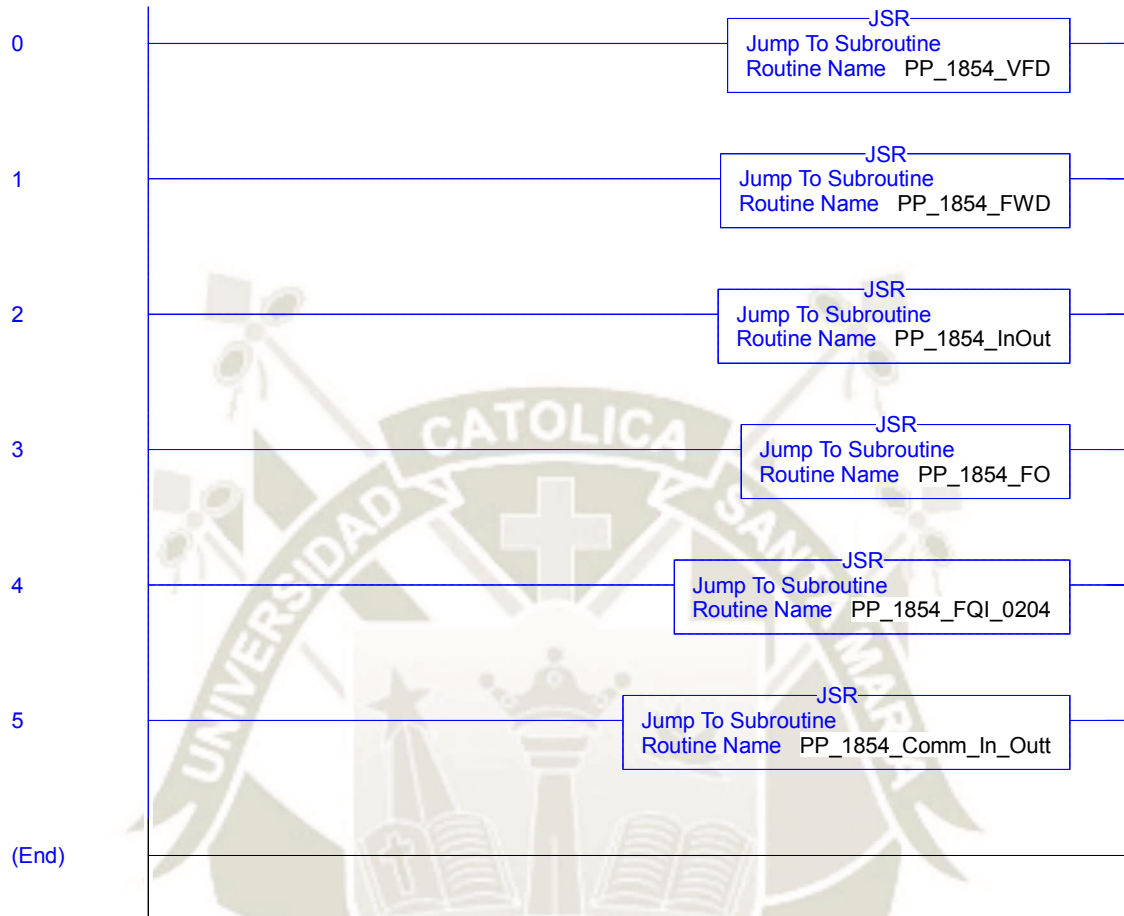 0
JSR
Jump To Subroutine
Routine Name PP_1854_VFD
1
JSR
Jump To Subroutine
Routine Name PP_1854_FWD
2
JSR
Jump To Subroutine
Routine Name PP_1854_InOut
3
JSR
Jump To Subroutine
Routine Name PP_1854_FO
4
JSR
Jump To Subroutine
Routine Name PP_1854_FQI_0204
5
JSR
Jump To Subroutine
Routine Name PP_1854_Comm_In_Outt
(End)
UNIVERSIDAD CATOLICA SANTA MARIA